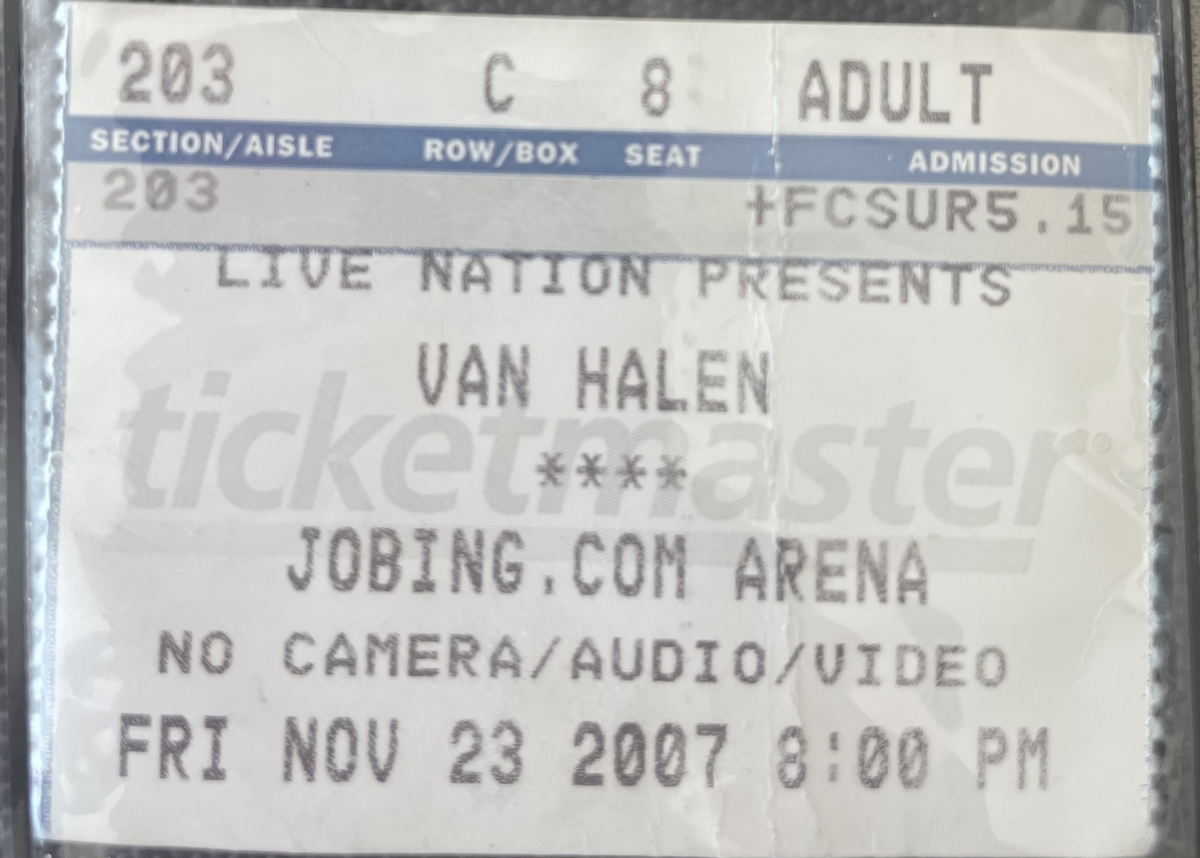 203 C 8 ADULT
SECTION/AISLE ROW/BOX SEAT ADMISSION
203 +FCSUR5.15
LIVE NATION PRESENTS
VAN HALEN
ticketmaster®
****
JOBING.COM ARENA
NO CAMERA/AUDIO/VIDEO
FRI NOV 23 2007 8:00 PM